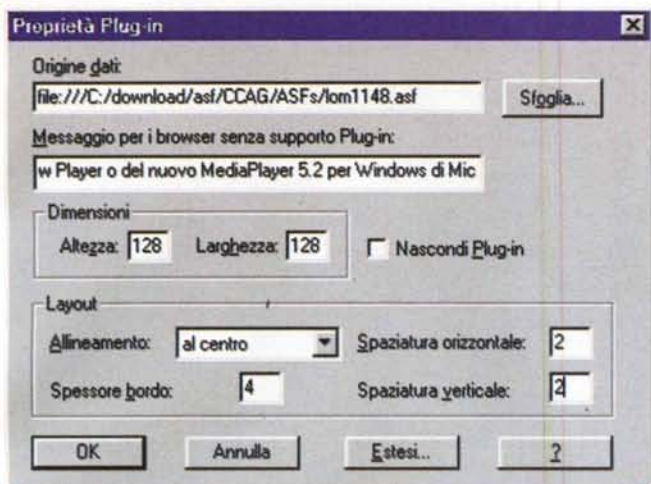 Proprietà Plug-in
Origine dati:
file:///C:/download/asf/CCAG/ASFs/lom1148.asf
Sfoglia...
Messaggio per i browser senza supporto Plug-in:
w Player o del nuovo MediaPlayer 5.2 per Windows di Mic
Dimensioni
Altezza: 128 Larghezza: 128 Nascondi Plug-in
Layout
Allineamento: al centro Spaziatura orizzontale: 2
Spessore bordo: 4 Spaziatura verticale: 2
OK Annulla Estesi... ?